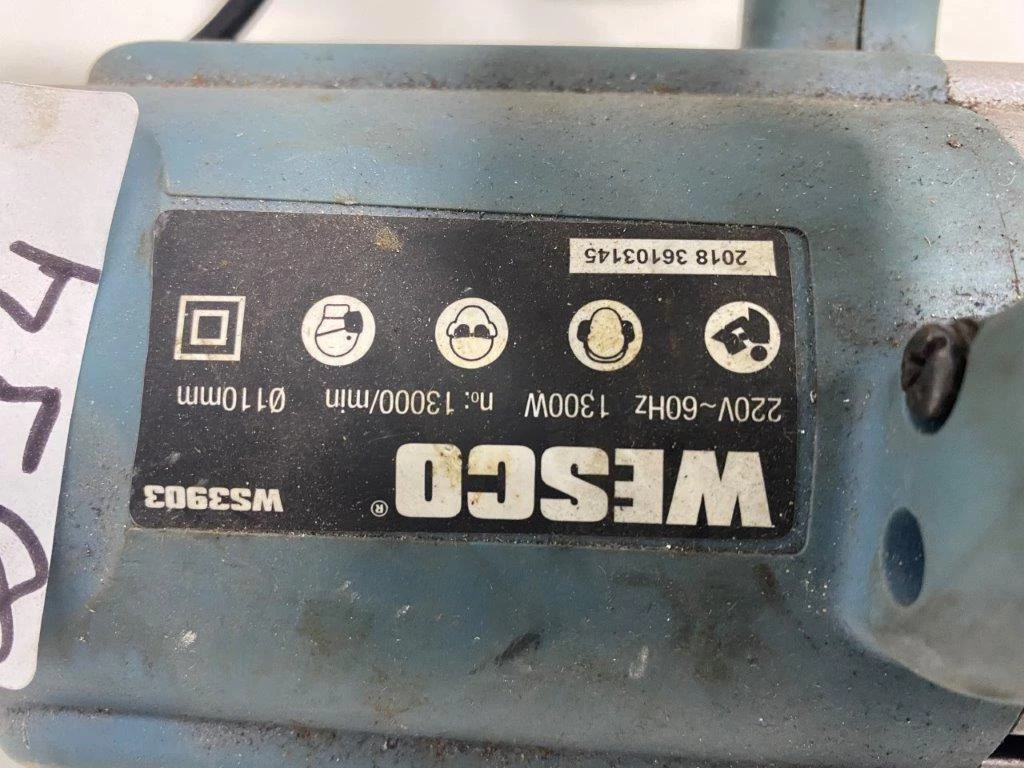 WESCO® WS3903
220V~60Hz 1300W n₀: 13000/min Ø110mm
2018 36103145